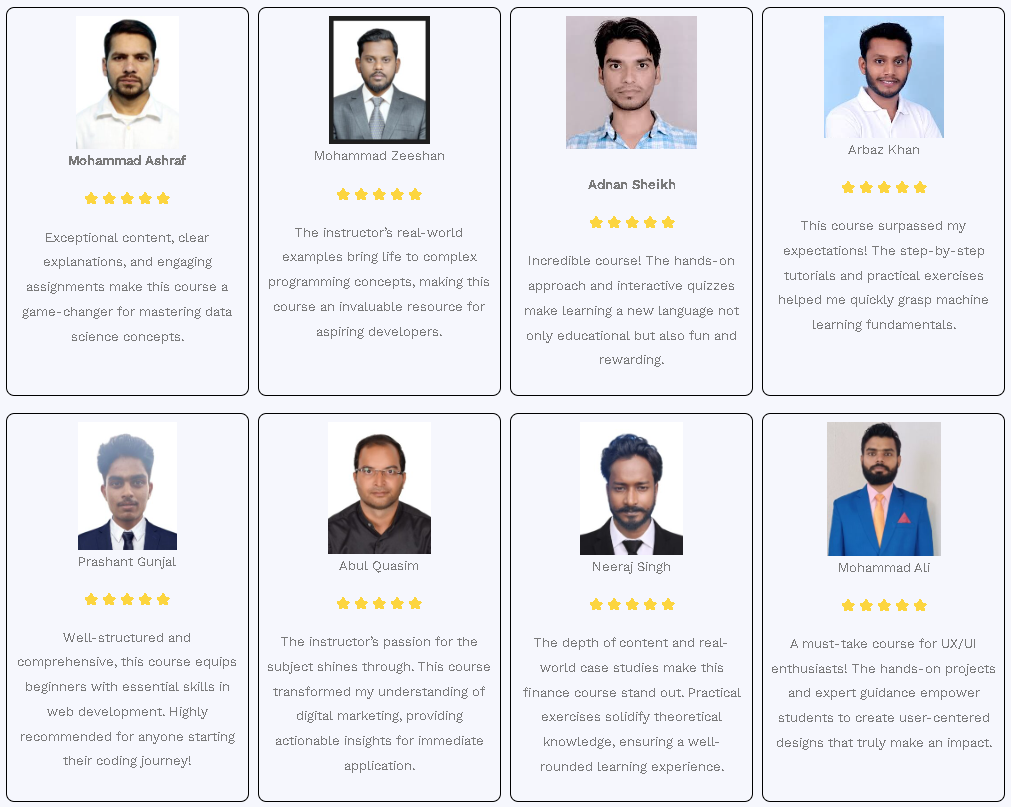 Mohammad Ashraf
Exceptional content, clear
explanations, and engaging
assignments make this course a
game-changer for mastering data
science concepts.
Mohammad Zeeshan
The instructor's real-world
examples bring life to complex
programming concepts, making this
course an invaluable resource for
aspiring developers.
Adnan Sheikh
Incredible course! The hands-on
approach and interactive quizzes
make learning a new language not
only educational but also fun and
rewarding.
Arbaz Khan
This course surpassed my
expectations! The step-by-step
tutorials and practical exercises
helped me quickly grasp machine
learning fundamentals.
Prashant Gunjal
Well-structured and
comprehensive, this course equips
beginners with essential skills in
web development. Highly
recommended for anyone starting
their coding journey!
Abul Quasim
The instructor's passion for the
subject shines through. This course
transformed my understanding of
digital marketing, providing
actionable insights for immediate
application.
Neeraj Singh
The depth of content and real-
world case studies make this
finance course stand out. Practical
exercises solidify theoretical
knowledge, ensuring a well-
rounded learning experience.
Mohammad Ali
A must-take course for UX/UI
enthusiasts! The hands-on projects
and expert guidance empower
students to create user-centered
designs that truly make an impact.